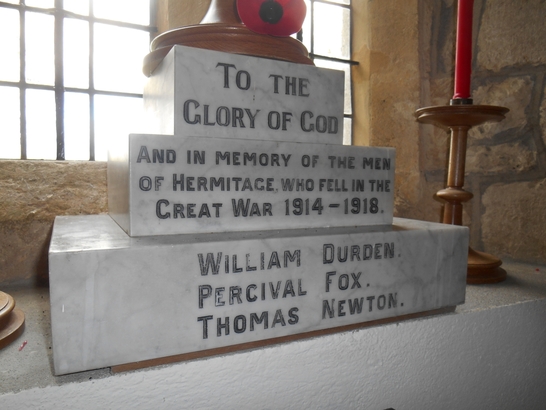 To the
Glory of God
And in memory of the men
of Hermitage, who fell in the
Great War 1914-1918.
William Durden.
Percival Fox.
Thomas Newton.